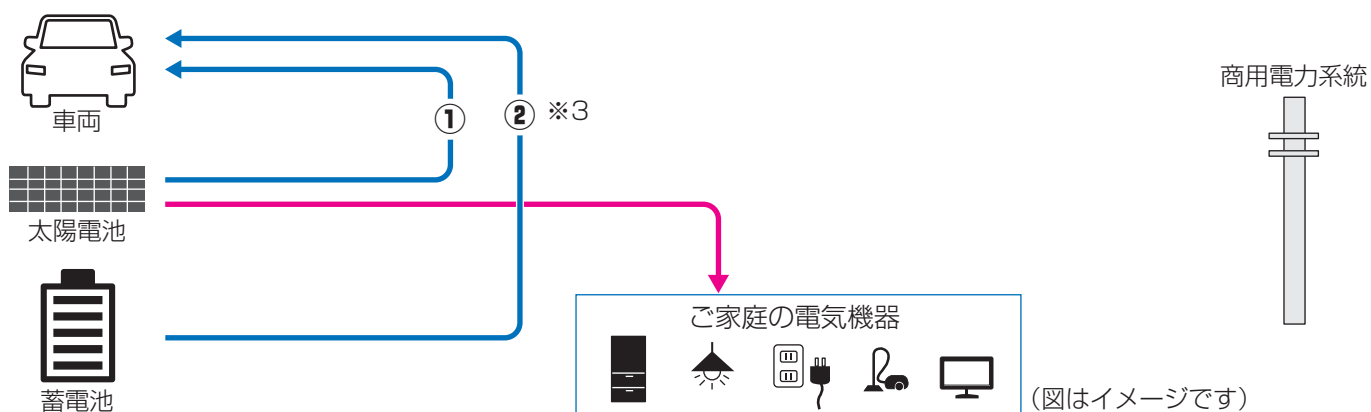 車両
① ② ※3
商用電力系統
太陽電池
ご家庭の電気機器
蓄電池
(図はイメージです)